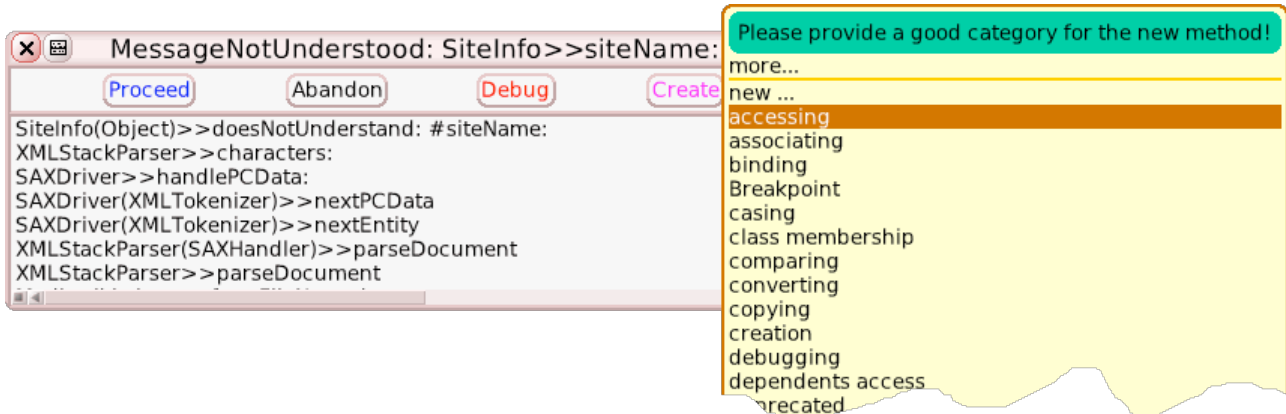 MessageNotUnderstood: SiteInfo>>siteName:
Proceed Abandon Debug Create
SiteInfo(Object)>>doesNotUnderstand: #siteName:
XMLStackParser>>characters:
SAXDriver>>handlePCData:
SAXDriver(XMLTokenizer)>>nextPCData
SAXDriver(XMLTokenizer)>>nextEntity
XMLStackParser(SAXHandler)>>parseDocument
XMLStackParser>>parseDocument
Please provide a good category for the new method!
more...
new ...
accessing
associating
binding
Breakpoint
casing
class membership
comparing
converting
copying
creation
debugging
dependents access